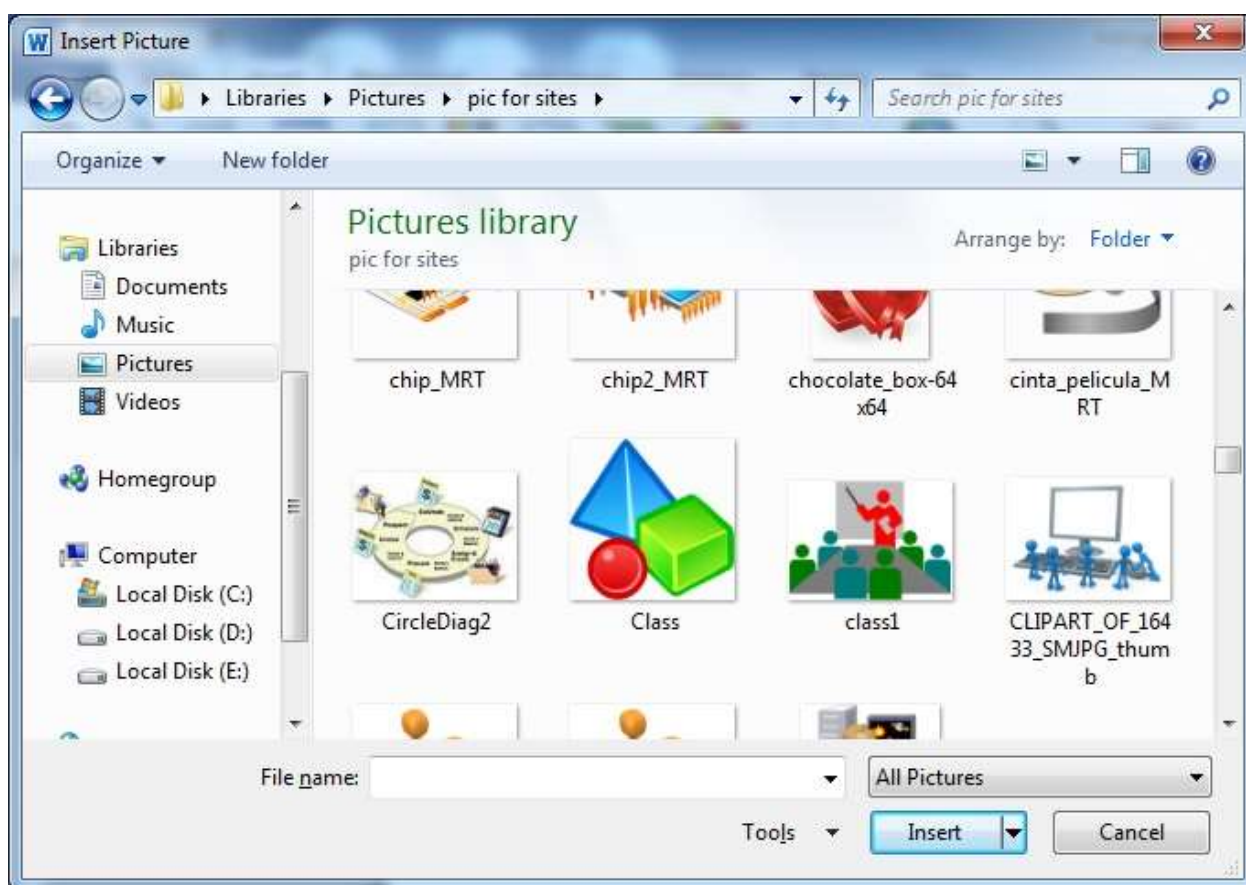 Insert Picture
Libraries Pictures pic for sites
Search pic for sites
Organize New folder
Libraries
Documents
Music
Pictures
Videos
Homegroup
Computer
Local Disk (C:)
Local Disk (D:)
Local Disk (E:)
Pictures library
pic for sites
Arrange by: Folder
chip_MRT
chip2_MRT
chocolate_box-64
x64
cinta_pelicula_M
RT
CircleDiag2
Class
class1
CLIPART_OF_164
33_SMJPG_thum
b
File name:
All Pictures
Tools Insert Cancel